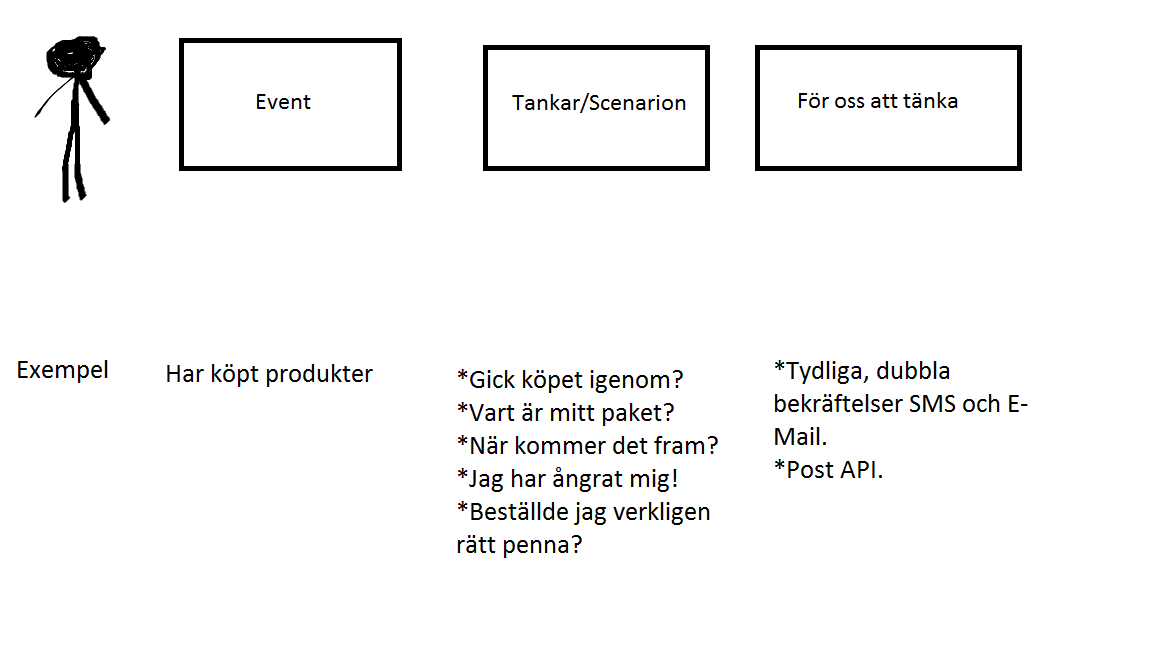 Event
Tankar/Scenarion
För oss att tänka
Exempel
Har köpt produkter
*Gick köpet igenom?
*Vart är mitt paket?
*När kommer det fram?
*Jag har ångrat mig!
*Beställde jag verkligen
rätt penna?
*Tydliga, dubbla
bekräftelser SMS och E-
Mail.
*Post API.